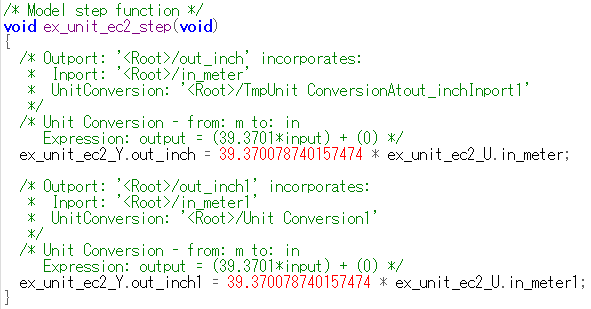 /* Model step function */
void ex_unit_ec2_step(void)
{
  /* Outport: '<Root>/out_inch' incorporates:
   *  Inport: '<Root>/in_meter'
   *  UnitConversion: '<Root>/TmpUnit ConversionAtout_inchInport1'
   */
  /* Unit Conversion - from: m to: in
     Expression: output = (39.3701*input) + (0) */
  ex_unit_ec2_Y.out_inch = 39.370078740157474 * ex_unit_ec2_U.in_meter;

  /* Outport: '<Root>/out_inch1' incorporates:
   *  Inport: '<Root>/in_meter1'
   *  UnitConversion: '<Root>/Unit Conversion1'
   */
  /* Unit Conversion - from: m to: in
     Expression: output = (39.3701*input) + (0) */
  ex_unit_ec2_Y.out_inch1 = 39.370078740157474 * ex_unit_ec2_U.in_meter1;
}